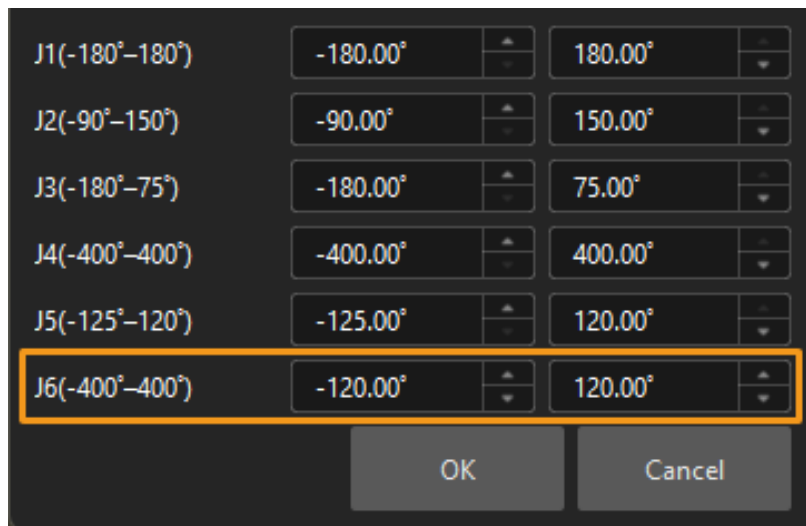 J1(-180°–180°) -180.00° 180.00°
J2(-90°–150°) -90.00° 150.00°
J3(-180°–75°) -180.00° 75.00°
J4(-400°–400°) -400.00° 400.00°
J5(-125°–120°) -125.00° 120.00°
J6(-400°–400°) -120.00° 120.00°
OK Cancel